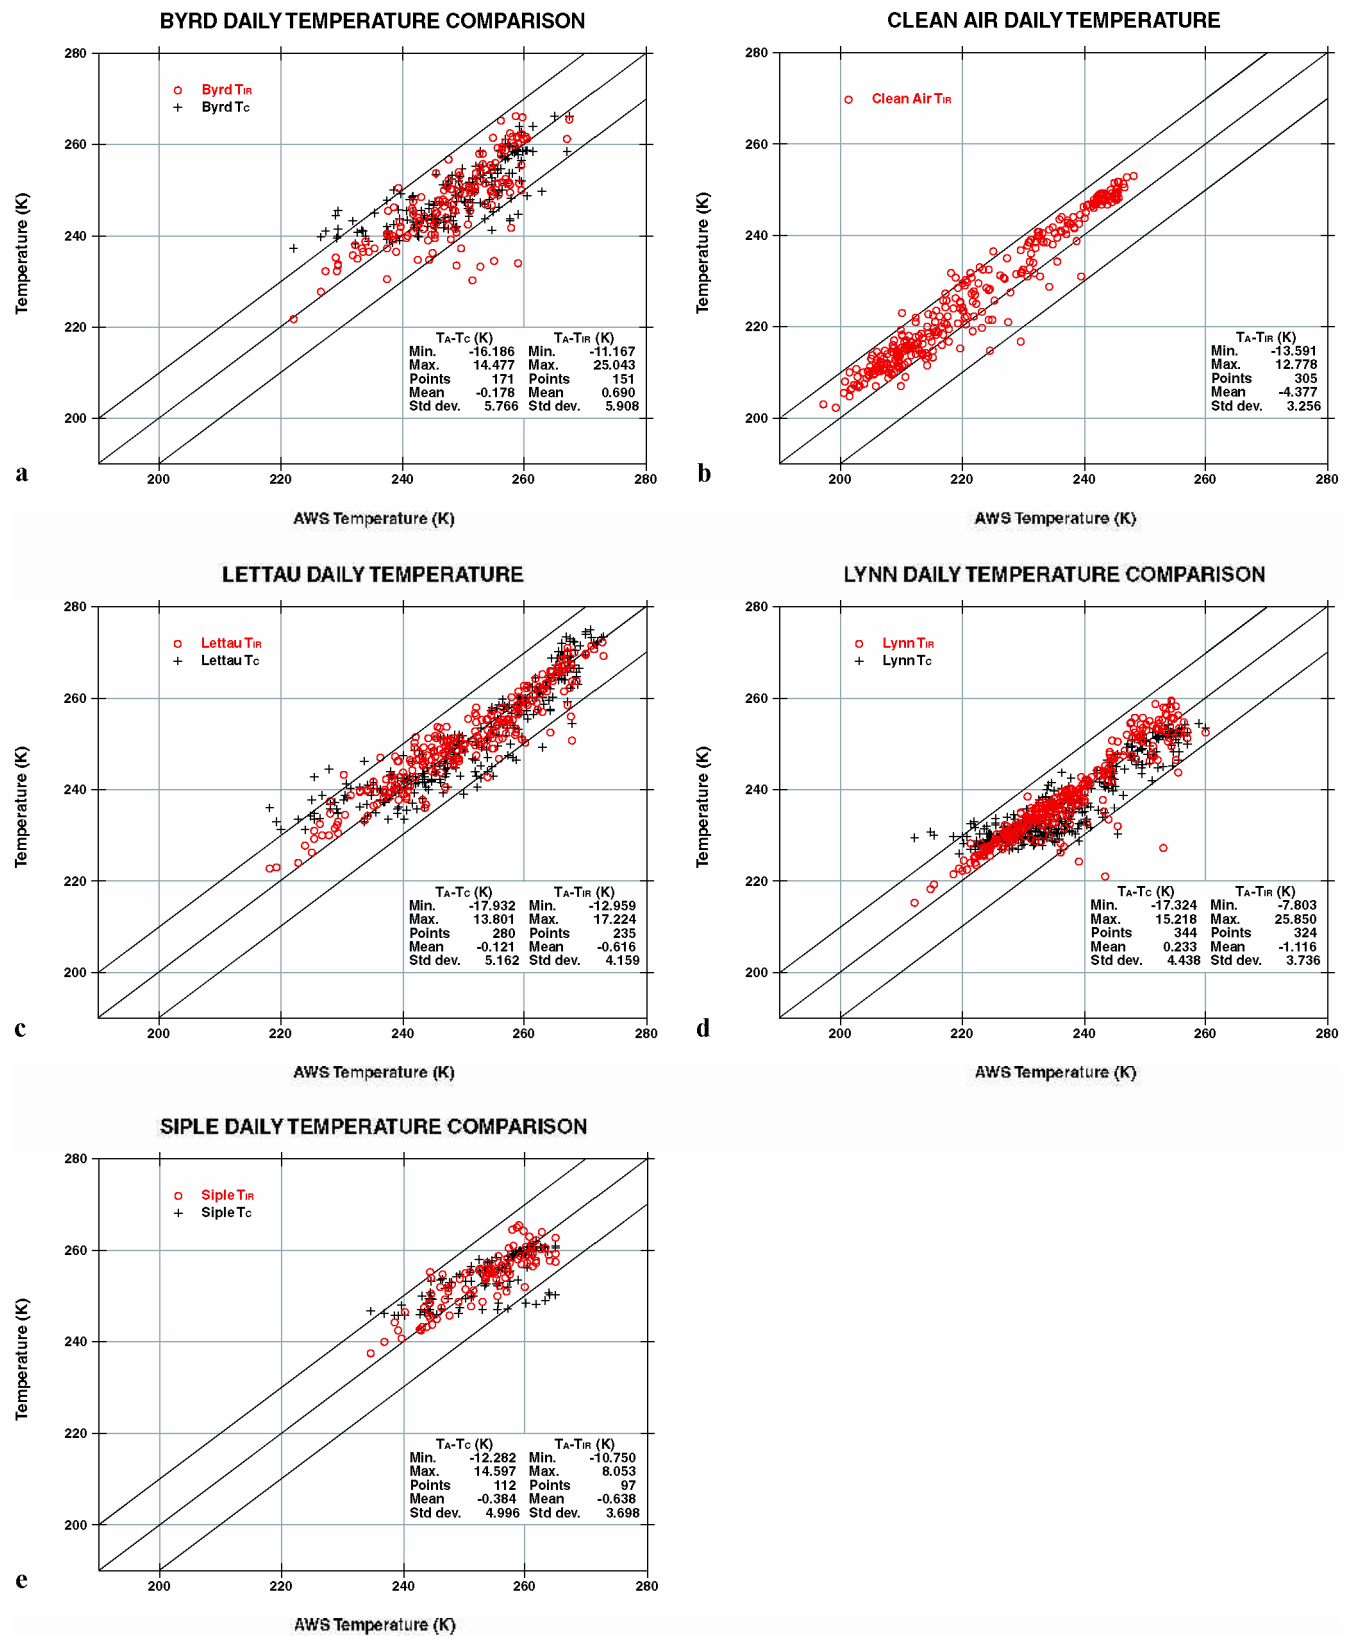 BYRD DAILY TEMPERATURE COMPARISON
280
260
240
220
200
Temperature (K)
Byrd TIR
Byrd TC
TA-TC (K) TA-TIR (K)
Min. -16.186 Min. -11.167
Max. 14.477 Max. 25.043
Points 171 Points 151
Mean -0.178 Mean 0.690
Std dev. 5.766 Std dev. 5.908
200 220 240 260 280
AWS Temperature (K)
a
CLEAN AIR DAILY TEMPERATURE
280
260
240
220
200
Temperature (K)
Clean Air TIR
TA-TIR (K)
Min. -13.591
Max. 12.778
Points 305
Mean -4.377
Std dev. 3.256
200 220 240 260 280
AWS Temperature (K)
b
LETTAU DAILY TEMPERATURE
280
260
240
220
200
Temperature (K)
Lettau TIR
Lettau TC
TA-TC (K) TA-TIR (K)
Min. -17.932 Min. -12.959
Max. 13.801 Max. 17.224
Points 280 Points 235
Mean -0.121 Mean -0.616
Std dev. 5.162 Std dev. 4.159
200 220 240 260 280
AWS Temperature (K)
c
LYNN DAILY TEMPERATURE COMPARISON
280
260
240
220
200
Temperature (K)
Lynn TIR
Lynn TC
TA-TC (K) TA-TIR (K)
Min. -17.324 Min. -7.803
Max. 15.218 Max. 25.850
Points 344 Points 324
Mean 0.233 Mean -1.116
Std dev. 4.438 Std dev. 3.736
200 220 240 260 280
AWS Temperature (K)
d
SIPLE DAILY TEMPERATURE COMPARISON
280
260
240
220
200
Temperature (K)
Siple TIR
Siple TC
TA-TC (K) TA-TIR (K)
Min. -12.282 Min. -10.750
Max. 14.597 Max. 8.053
Points 112 Points 97
Mean -0.384 Mean -0.638
Std dev. 4.996 Std dev. 3.698
200 220 240 260 280
AWS Temperature (K)
e